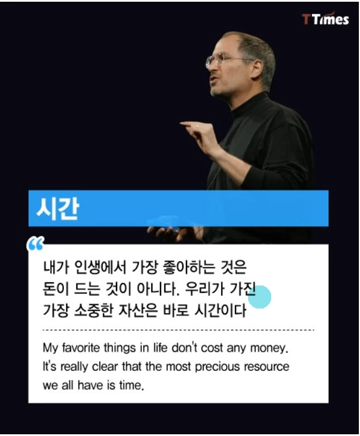 TTimes
시간
내가 인생에서 가장 좋아하는 것은
돈이 드는 것이 아니다. 우리가 가진
가장 소중한 자산은 바로 시간이다
My favorite things in life don't cost any money.
It's really clear that the most precious resource
we all have is time.